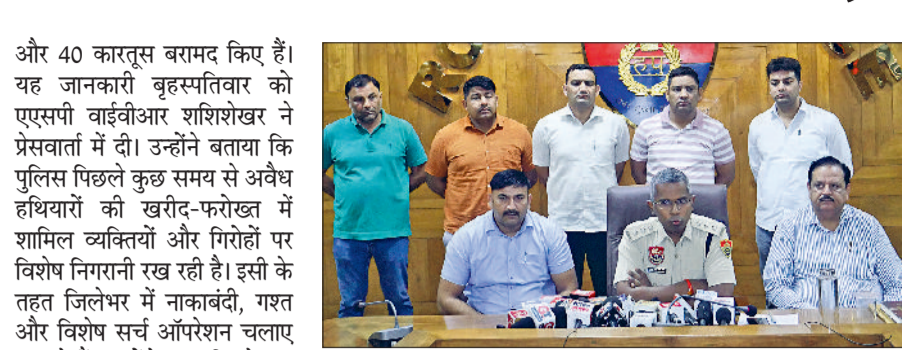 और 40 कारतूस बरामद किए हैं।
यह जानकारी बृहस्पतिवार को
एएसपी वाईवीआर शशिशेखर ने
प्रेसवार्ता में दी। उन्होंने बताया कि
पुलिस पिछले कुछ समय से अवैध
हथियारों की खरीद-फरोख्त में
शामिल व्यक्तियों और गिरोहों पर
विशेष निगरानी रख रही है। इसी के
तहत जिलेभर में नाकाबंदी, गश्त
और विशेष सर्च ऑपरेशन चलाए